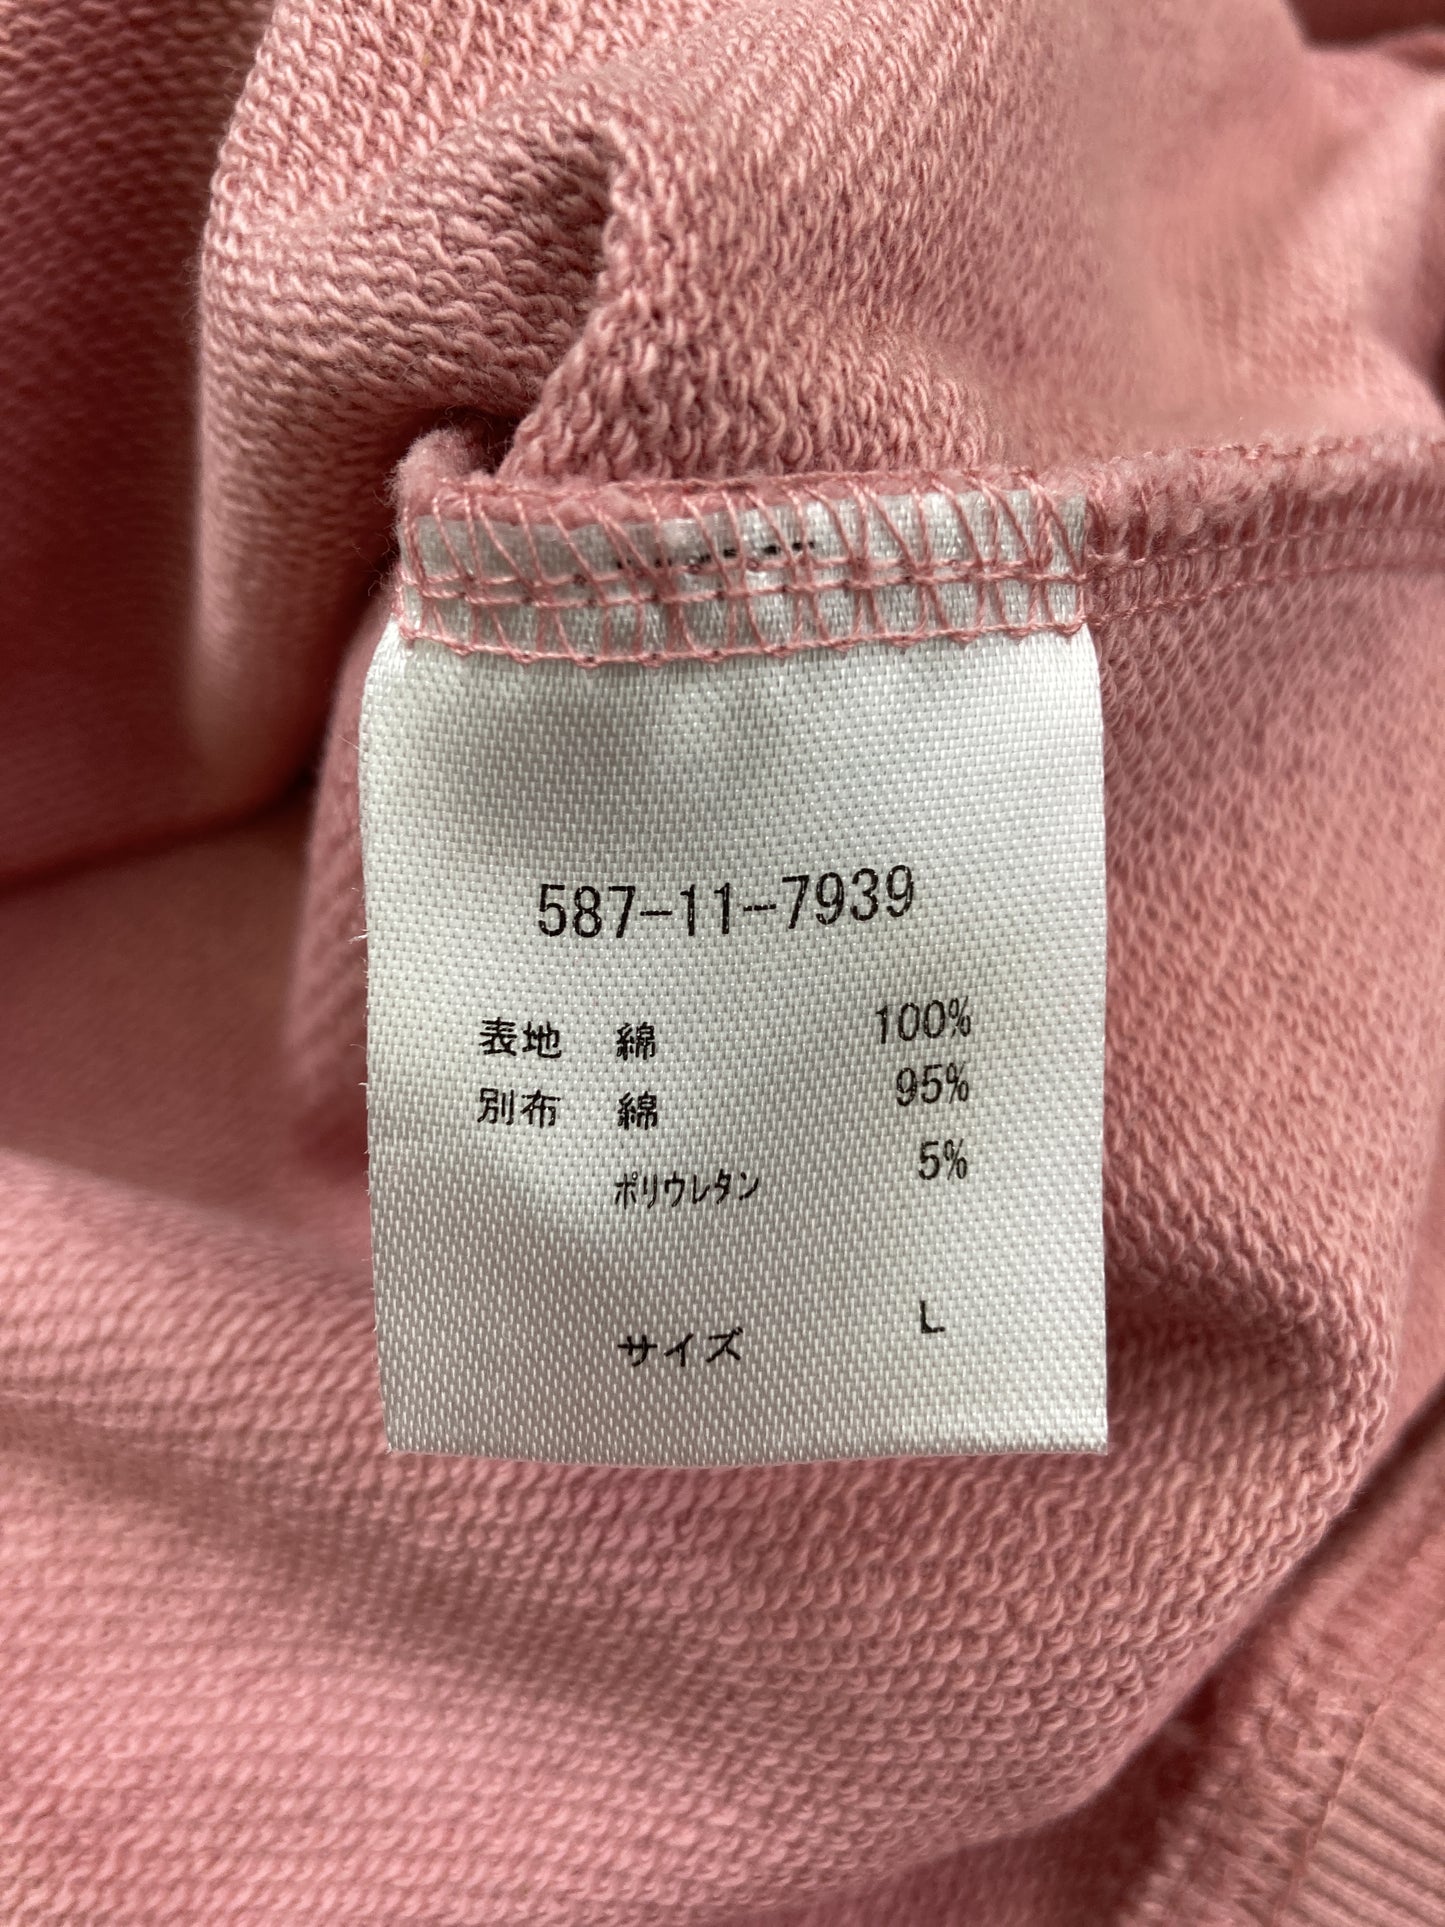 587-11-7939
表地 綿 100%
別布 綿 95%
ポリウレタン 5%
サイズ L